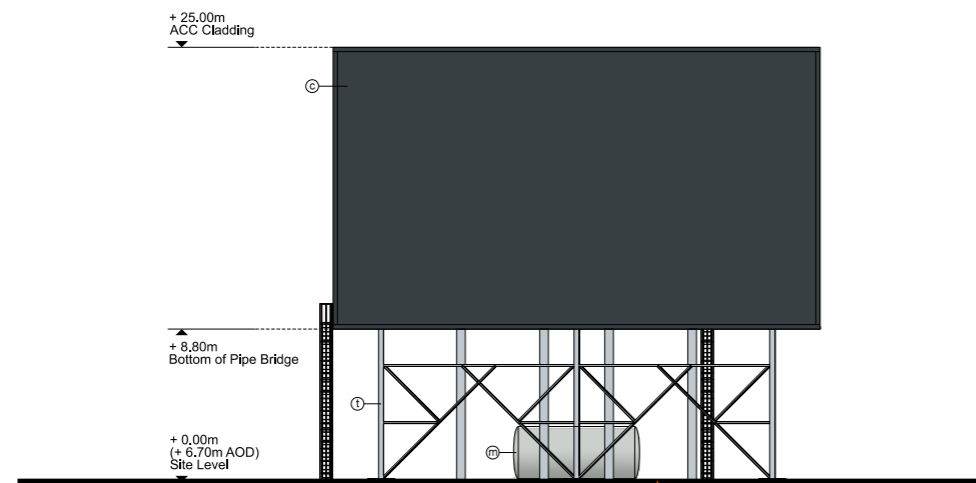 + 25.00m
ACC Cladding
c
+ 8.80m
Bottom of Pipe Bridge
t
+ 0.00m
(+ 6.70m AOD)
Site Level
m